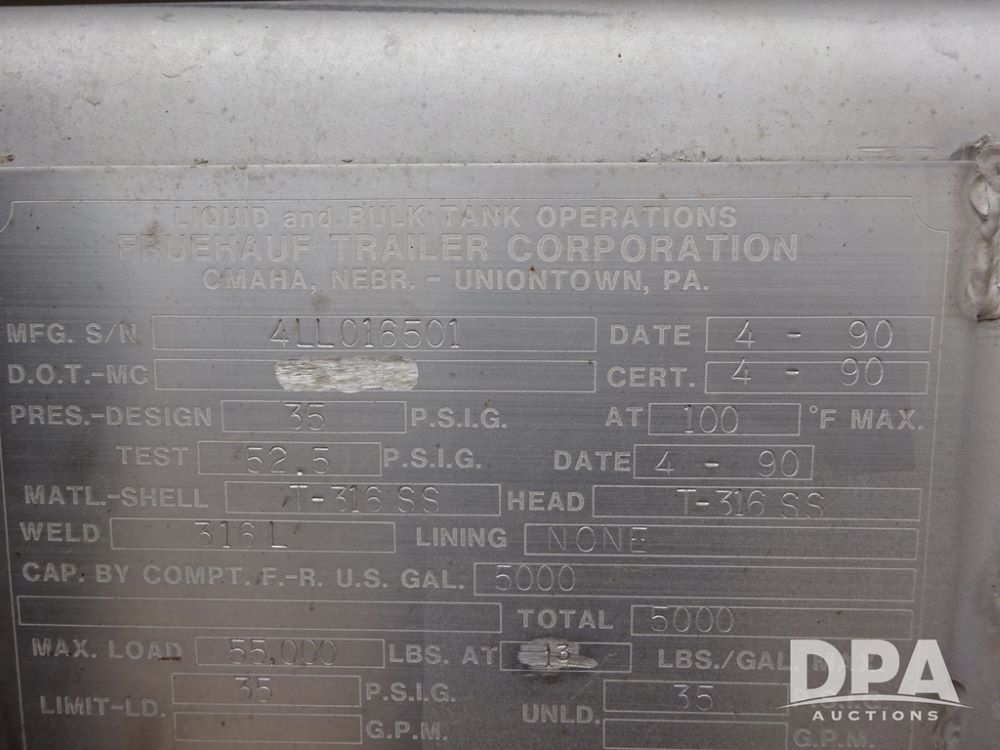 LIQUID and BULK TANK OPERATIONS
FRUEHAUF TRAILER CORPORATION
OMAHA, NEBR. - UNIONTOWN, PA.
MFG. S/N 4LL016501 DATE 4 - 90
D.O.T.-MC CERT. 4 - 90
PRES.-DESIGN 35 P.S.I.G. AT 100 °F MAX.
TEST 52.5 P.S.I.G. DATE 4 - 90
MATL.-SHELL T-316 SS HEAD T-316 SS
WELD 316L LINING NONE
CAP. BY COMPT. F.-R. U.S. GAL. 5000
TOTAL 5000
MAX. LOAD 55,000 LBS. AT 13 LBS./GAL. MAX.
LIMIT-LD. 35 P.S.I.G. UNLD. 35 P.S.I.G.
G.P.M. G.P.M.
DPA
AUCTIONS